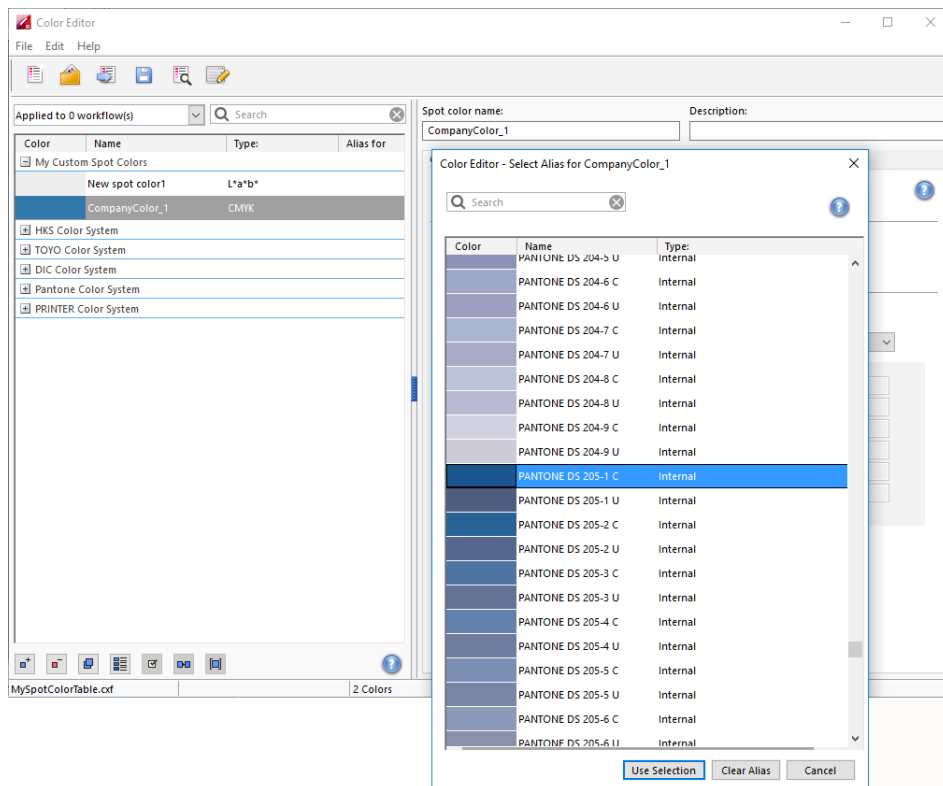 Color Editor
File Edit Help
Applied to 0 workflow(s) Search
Color Name Type: Alias for
My Custom Spot Colors
New spot color1 L*a*b*
CompanyColor_1 CMYK
HKS Color System
TOYO Color System
DIC Color System
Pantone Color System
PRINTER Color System
MySpotColorTable.cxf 2 Colors
Spot color name: Description:
CompanyColor_1
Color Editor - Select Alias for CompanyColor_1
Search
Color Name Type:
PANTONE DS 204-5 U Internal
PANTONE DS 204-6 C Internal
PANTONE DS 204-6 U Internal
PANTONE DS 204-7 C Internal
PANTONE DS 204-7 U Internal
PANTONE DS 204-8 C Internal
PANTONE DS 204-8 U Internal
PANTONE DS 204-9 C Internal
PANTONE DS 204-9 U Internal
PANTONE DS 205-1 C Internal
PANTONE DS 205-1 U Internal
PANTONE DS 205-2 C Internal
PANTONE DS 205-2 U Internal
PANTONE DS 205-3 C Internal
PANTONE DS 205-3 U Internal
PANTONE DS 205-4 C Internal
PANTONE DS 205-4 U Internal
PANTONE DS 205-5 C Internal
PANTONE DS 205-5 U Internal
PANTONE DS 205-6 C Internal
PANTONE DS 205-6 U Internal
Use Selection Clear Alias Cancel